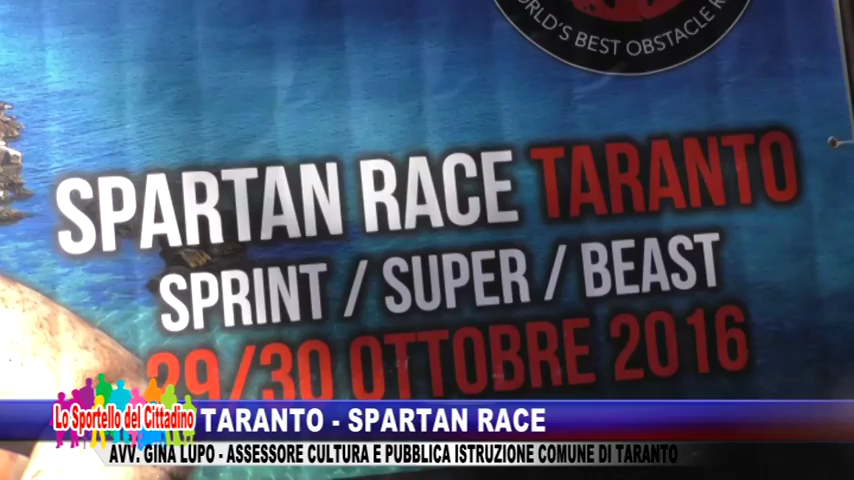 WORLD'S BEST OBSTACLE R
SPARTAN RACE TARANTO
SPRINT / SUPER / BEAST
29/30 OTTOBRE 2016
Lo Sportello del Cittadino
TARANTO - SPARTAN RACE
AVV. GINA LUPO - ASSESSORE CULTURA E PUBBLICA ISTRUZIONE COMUNE DI TARANTO